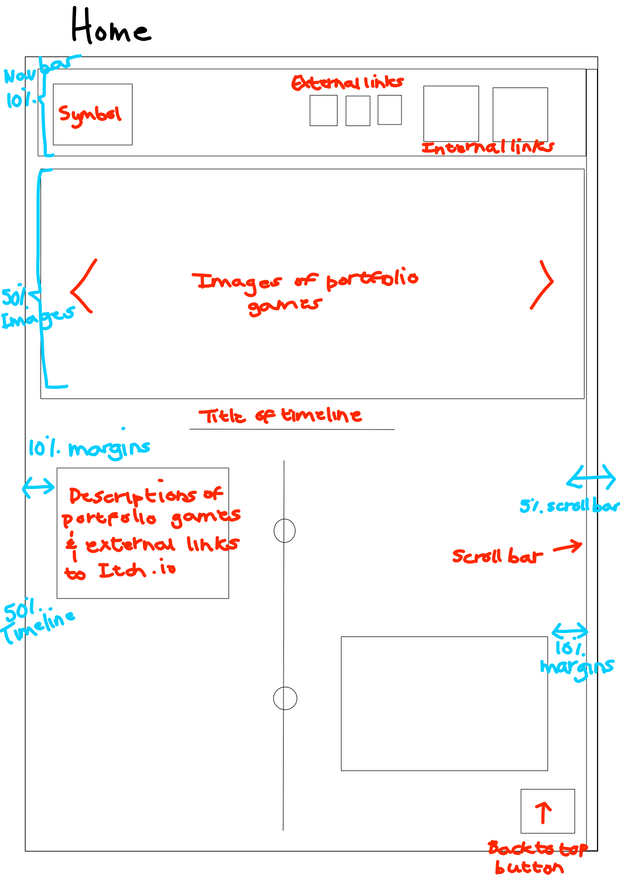 Home
Nav bar
10%.
Symbol
External links
Internal links
50%.
Images
Images of portfolio
games
Title of timeline
10%. margins
Descriptions of
portfolio games
& external links
to Itch.io
5%. scroll bar
Scroll bar
50%.
Timeline
10%.
margins
Back to top
button